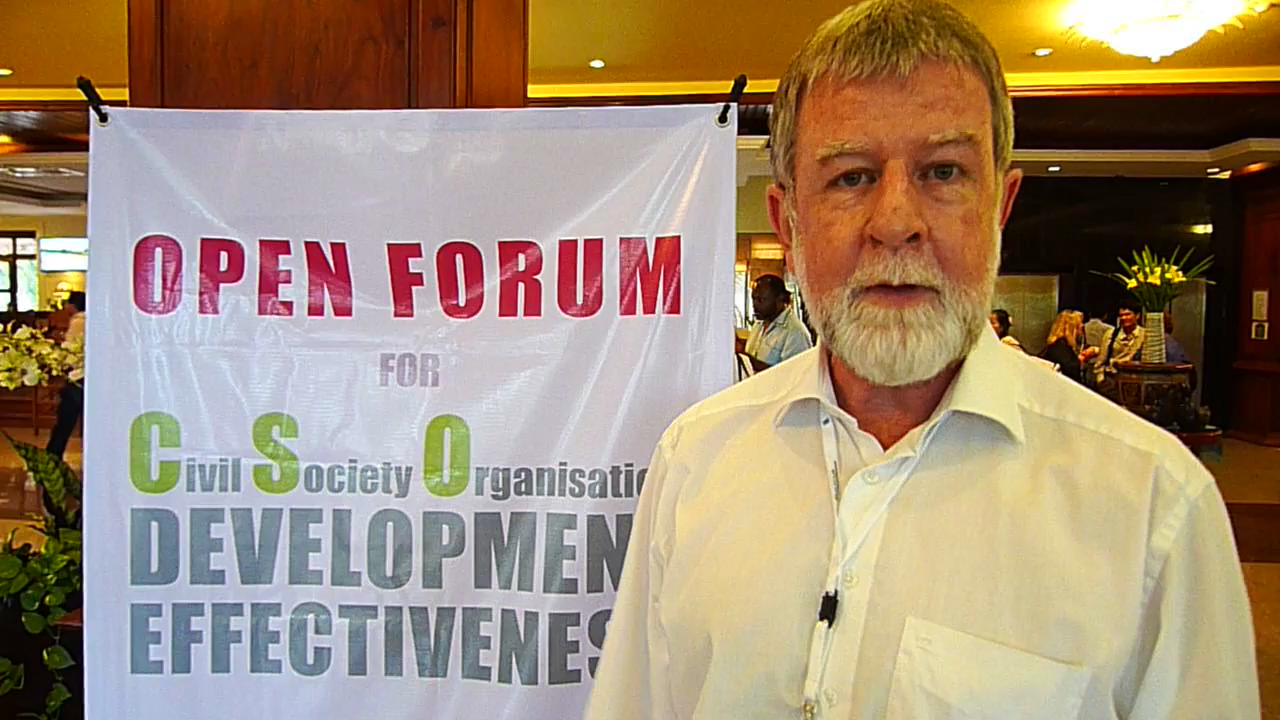 OPEN FORUM
FOR
Civil Society Organisatio
DEVELOPMEN
EFFECTIVENES